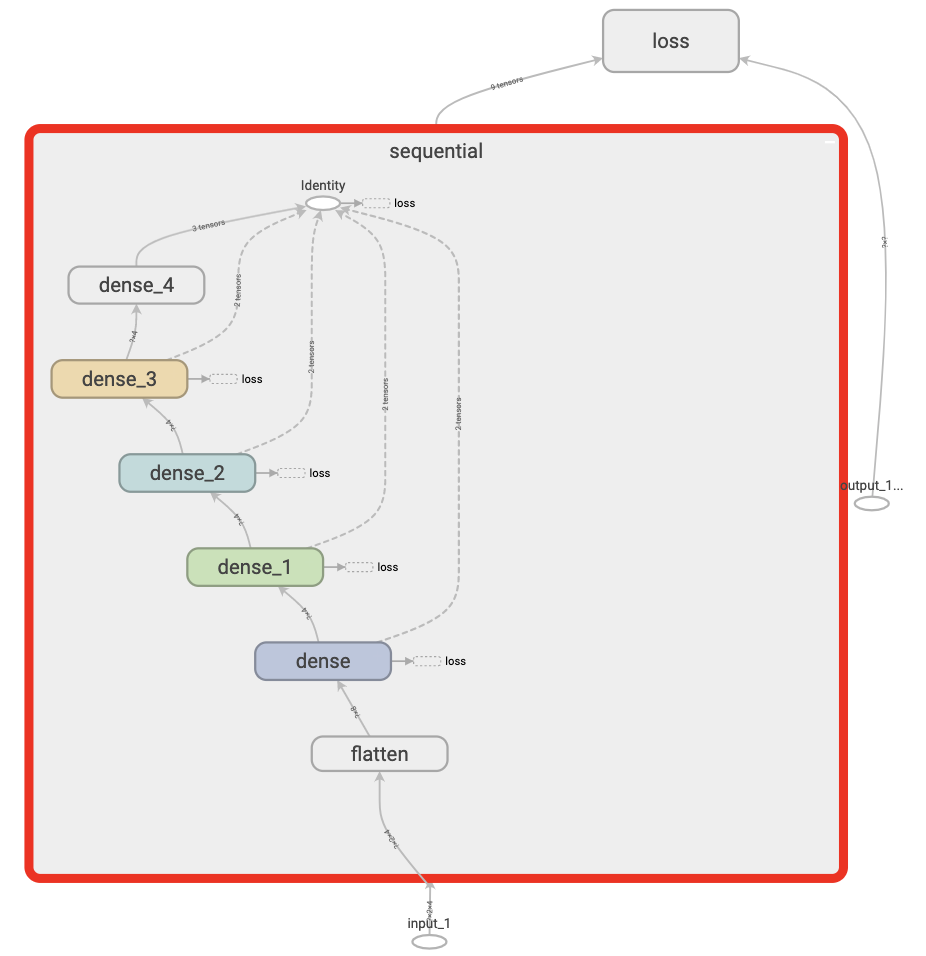 loss
9 tensors
sequential
Identity
loss
3 tensors
?×?
dense_4
2 tensors
?×4
2 tensors
dense_3
loss
2 tensors
?×4
2 tensors
dense_2
loss
output_1...
?×4
dense_1
loss
?×4
dense
loss
?×8
flatten
?×2×4
?×2×4
input_1